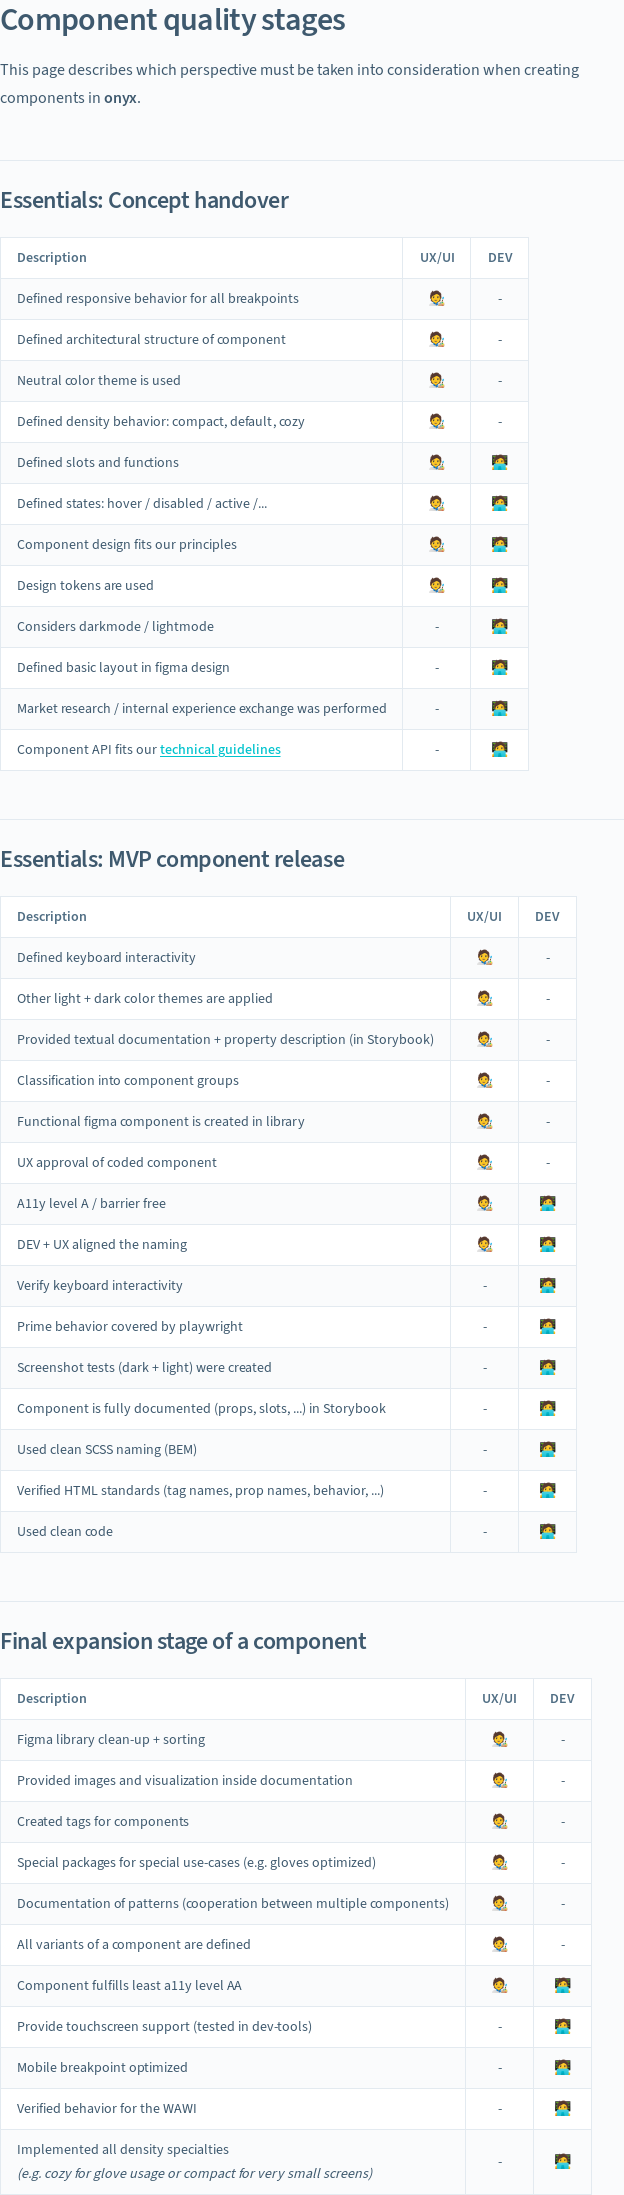 Component quality stages
This page describes which perspective must be taken into consideration when creating
components in onyx.
Essentials: Concept handover
Description UX/UI DEV
Defined responsive behavior for all breakpoints 🧑‍🎨 -
Defined architectural structure of component 🧑‍🎨 -
Neutral color theme is used 🧑‍🎨 -
Defined density behavior: compact, default, cozy 🧑‍🎨 -
Defined slots and functions 🧑‍🎨 🧑‍💻
Defined states: hover / disabled / active /... 🧑‍🎨 🧑‍💻
Component design fits our principles 🧑‍🎨 🧑‍💻
Design tokens are used 🧑‍🎨 🧑‍💻
Considers darkmode / lightmode - 🧑‍💻
Defined basic layout in figma design - 🧑‍💻
Market research / internal experience exchange was performed - 🧑‍💻
Component API fits our technical guidelines - 🧑‍💻
Essentials: MVP component release
Description UX/UI DEV
Defined keyboard interactivity 🧑‍🎨 -
Other light + dark color themes are applied 🧑‍🎨 -
Provided textual documentation + property description (in Storybook) 🧑‍🎨 -
Classification into component groups 🧑‍🎨 -
Functional figma component is created in library 🧑‍🎨 -
UX approval of coded component 🧑‍🎨 -
A11y level A / barrier free 🧑‍🎨 🧑‍💻
DEV + UX aligned the naming 🧑‍🎨 🧑‍💻
Verify keyboard interactivity - 🧑‍💻
Prime behavior covered by playwright - 🧑‍💻
Screenshot tests (dark + light) were created - 🧑‍💻
Component is fully documented (props, slots, ...) in Storybook - 🧑‍💻
Used clean SCSS naming (BEM) - 🧑‍💻
Verified HTML standards (tag names, prop names, behavior, ...) - 🧑‍💻
Used clean code - 🧑‍💻
Final expansion stage of a component
Description UX/UI DEV
Figma library clean-up + sorting 🧑‍🎨 -
Provided images and visualization inside documentation 🧑‍🎨 -
Created tags for components 🧑‍🎨 -
Special packages for special use-cases (e.g. gloves optimized) 🧑‍🎨 -
Documentation of patterns (cooperation between multiple components) 🧑‍🎨 -
All variants of a component are defined 🧑‍🎨 -
Component fulfills least a11y level AA 🧑‍🎨 🧑‍💻
Provide touchscreen support (tested in dev-tools) - 🧑‍💻
Mobile breakpoint optimized - 🧑‍💻
Verified behavior for the WAWI - 🧑‍💻
Implemented all density specialties - 🧑‍💻
(e.g. cozy for glove usage or compact for very small screens)